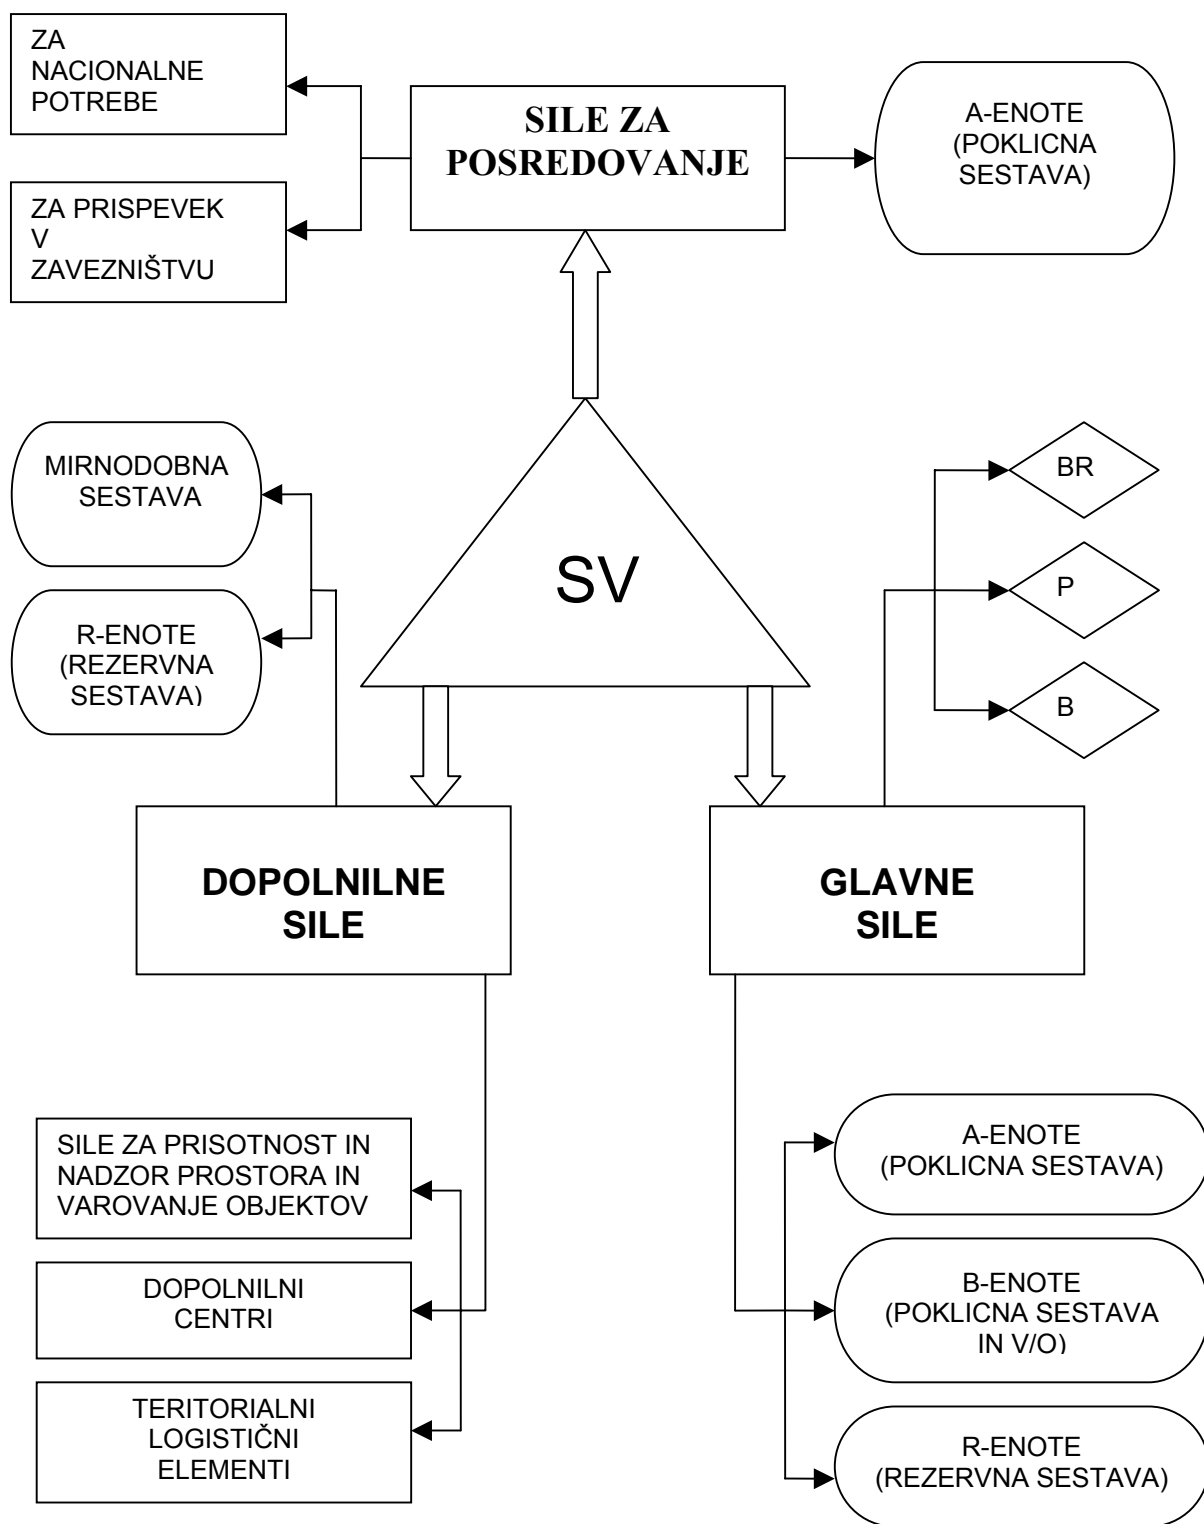 ZA
NACIONALNE
POTREBE
SILE ZA
POSREDOVANJE
A-ENOTE
(POKLICNA
SESTAVA)
ZA PRISPEVEK
V
ZAVEZNIŠTVU
MIRNODOBNA
SESTAVA
R-ENOTE
(REZERVNA
SESTAVA)
SV
BR
P
B
DOPOLNILNE
SILE
GLAVNE
SILE
SILE ZA PRISOTNOST IN
NADZOR PROSTORA IN
VAROVANJE OBJEKTOV
DOPOLNILNI
CENTRI
TERITORIALNI
LOGISTIČNI
ELEMENTI
A-ENOTE
(POKLICNA SESTAVA)
B-ENOTE
(POKLICNA SESTAVA
IN V/O)
R-ENOTE
(REZERVNA SESTAVA)